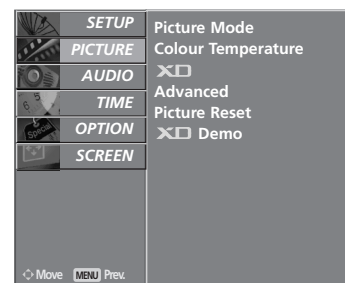 SETUP
PICTURE
AUDIO
TIME
OPTION
SCREEN
Picture Mode
Colour Temperature
XD
Advanced
Picture Reset
XD Demo
Special
Move MENU Prev.